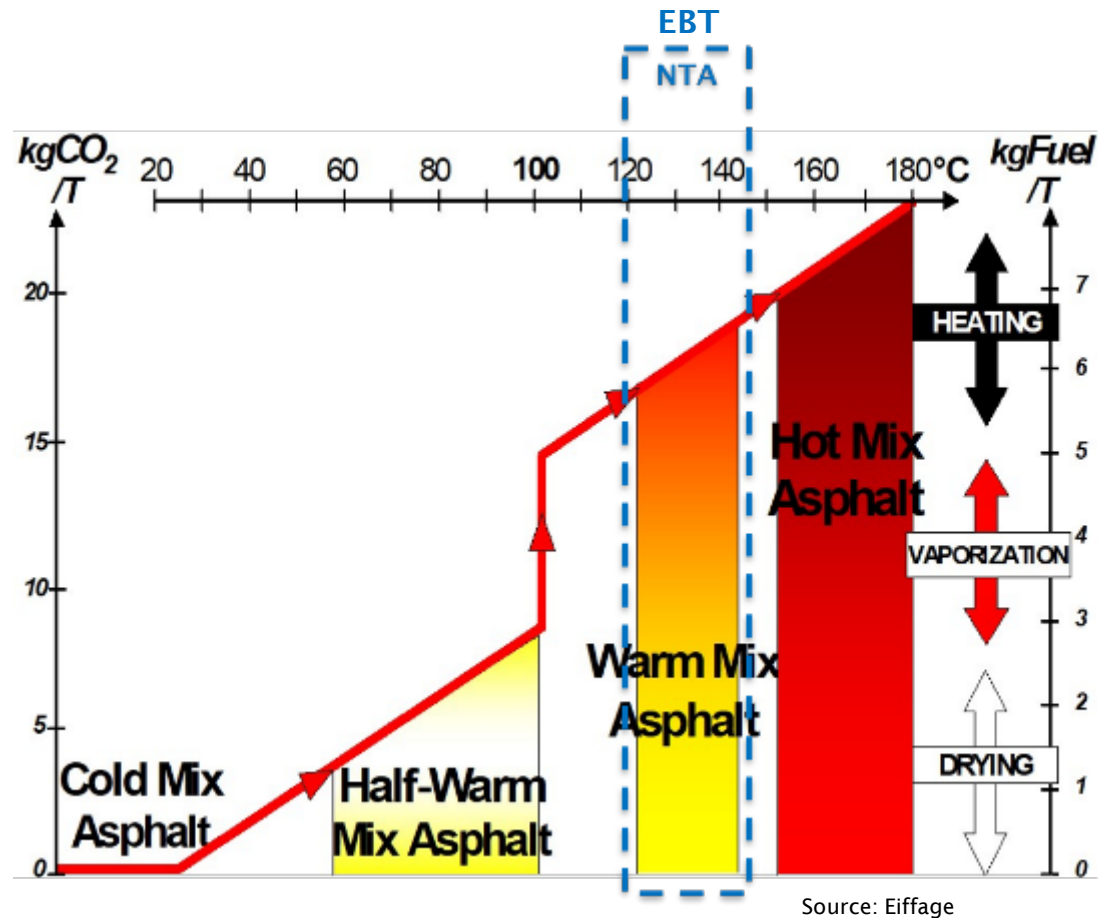 EBT
NTA
kgCO₂
/T
20 40 60 80 100 120 140 160 180°C
kgFuel
/T
20
15
10
5
0
7
6
5
4
3
2
1
0
HEATING
VAPORIZATION
DRYING
Hot Mix
Asphalt
Warm Mix
Asphalt
Half-Warm
Mix Asphalt
Cold Mix
Asphalt
Source: Eiffage